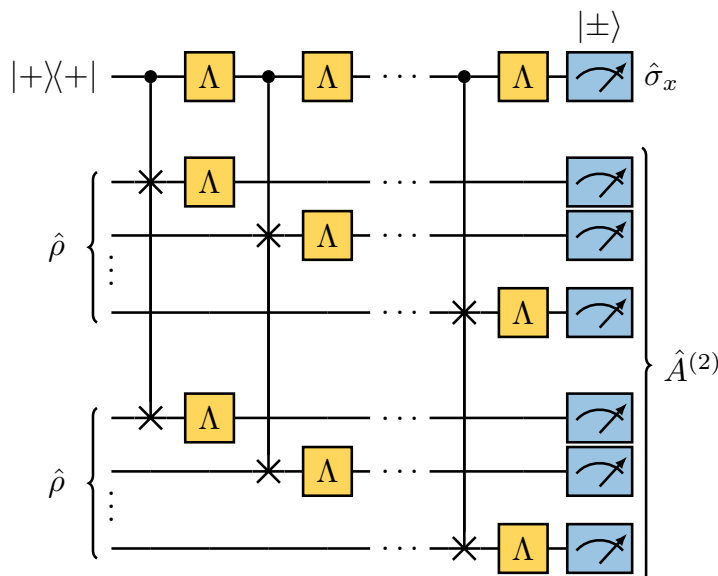 |±⟩
|+⟩⟨+| Λ Λ ··· Λ σ̂ₓ
Λ ···
ρ̂ Λ ···
⋮
··· Λ
Â⁽²⁾
Λ ···
ρ̂ Λ ···
⋮
··· Λ